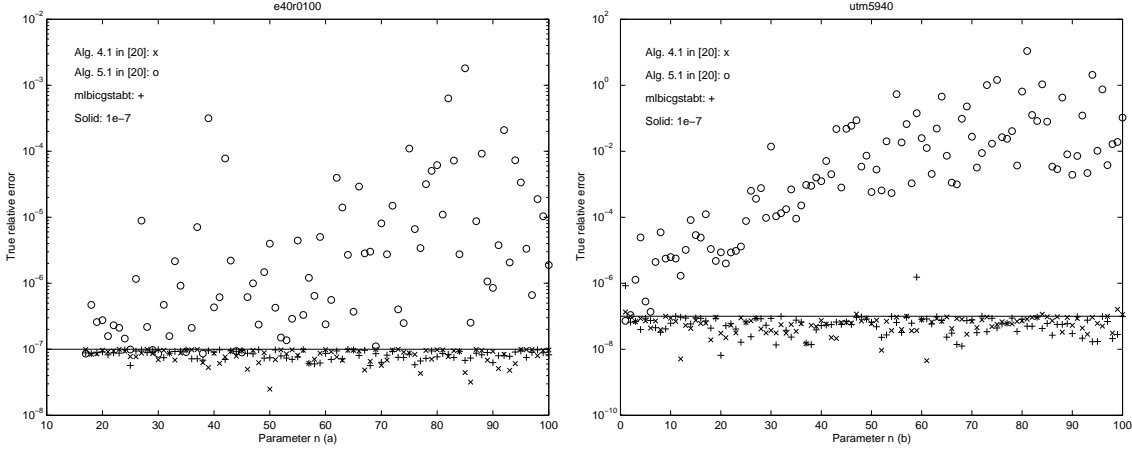 e40r0100
10^-2
10^-3
10^-4
10^-5
10^-6
10^-7
10^-8
True relative error
Alg. 4.1 in [20]: x
Alg. 5.1 in [20]: o
mlbicgstabt: +
Solid: 1e-7
10 20 30 40 50 60 70 80 90 100
Parameter n (a)
utm5940
10^2
10^0
10^-2
10^-4
10^-6
10^-8
10^-10
True relative error
Alg. 4.1 in [20]: x
Alg. 5.1 in [20]: o
mlbicgstabt: +
Solid: 1e-7
0 10 20 30 40 50 60 70 80 90 100
Parameter n (b)